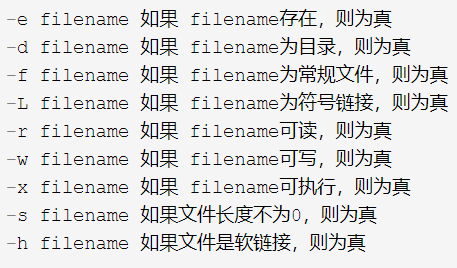 -e filename 如果 filename存在，则为真
-d filename 如果 filename为目录，则为真
-f filename 如果 filename为常规文件，则为真
-L filename 如果 filename为符号链接，则为真
-r filename 如果 filename可读，则为真
-w filename 如果 filename可写，则为真
-x filename 如果 filename可执行，则为真
-s filename 如果文件长度不为0，则为真
-h filename 如果文件是软链接，则为真